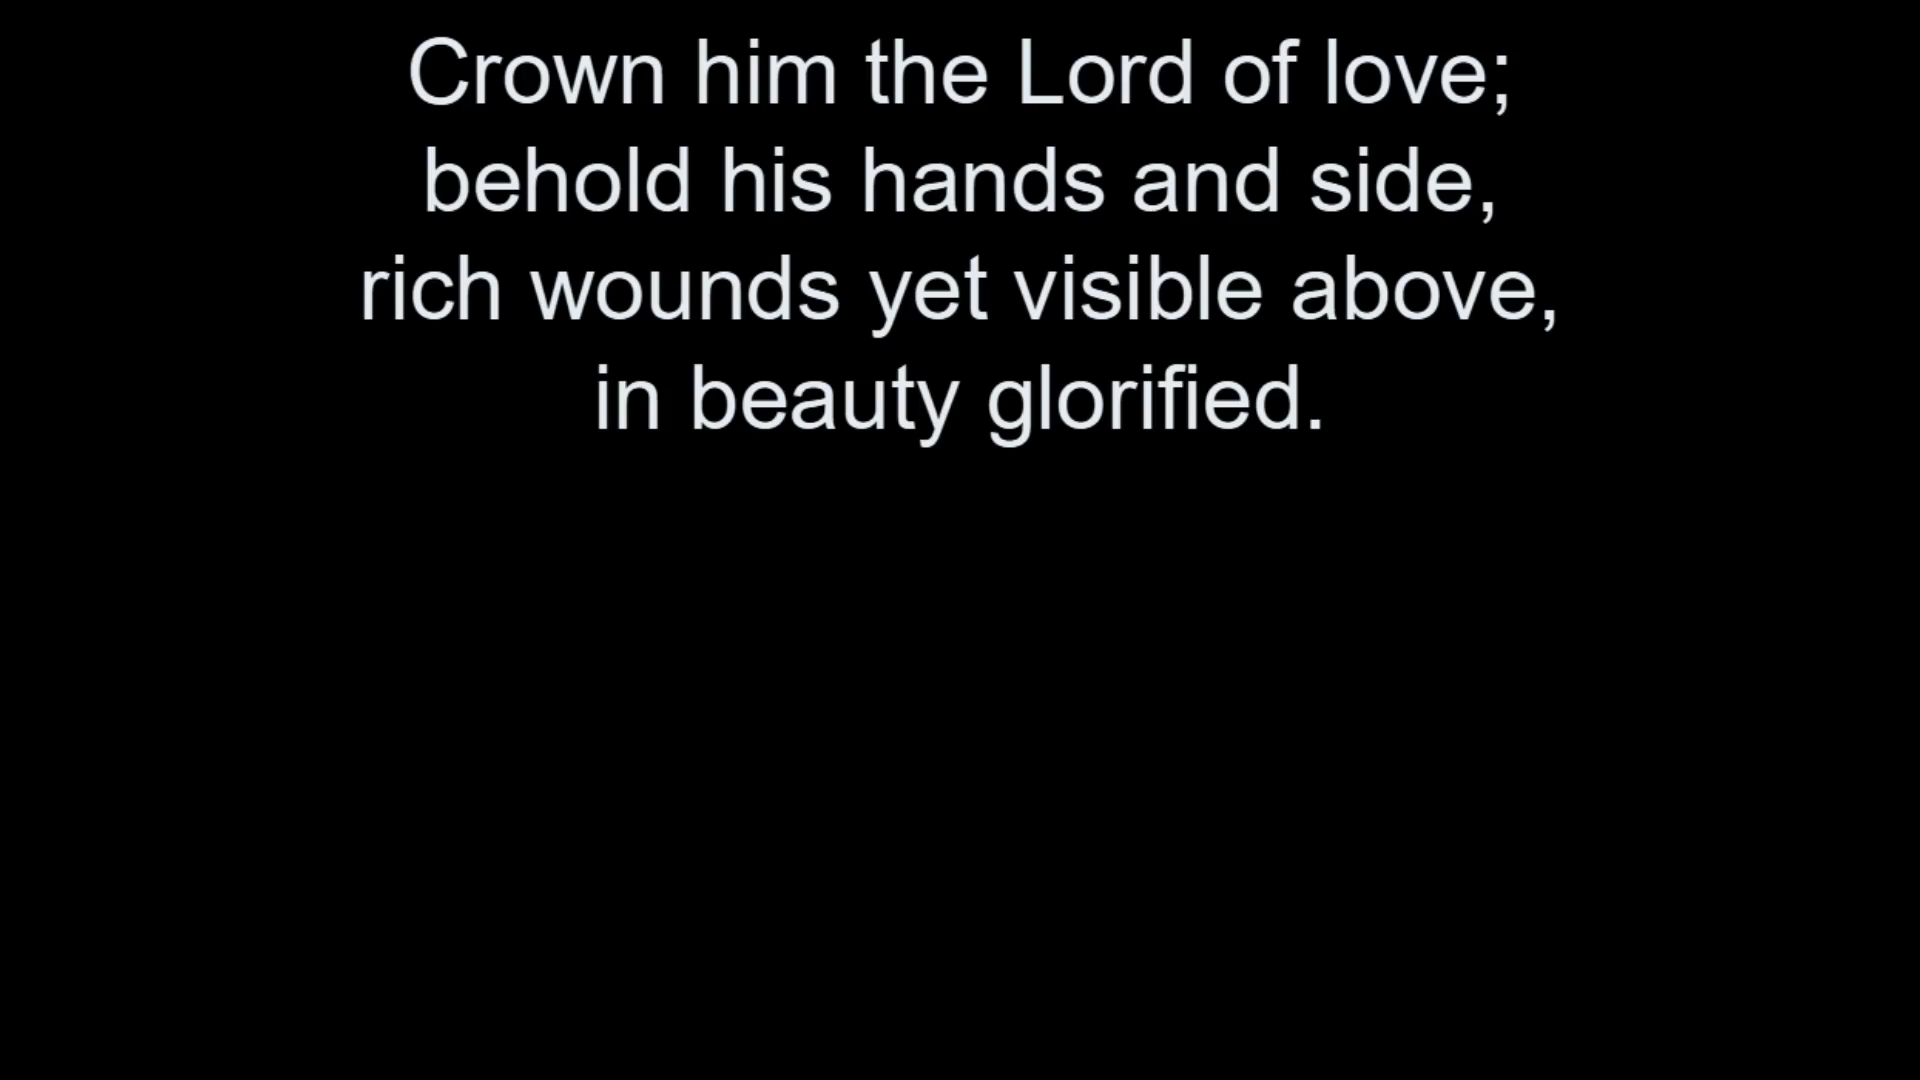 Crown him the Lord of love;
behold his hands and side,
rich wounds yet visible above,
in beauty glorified.